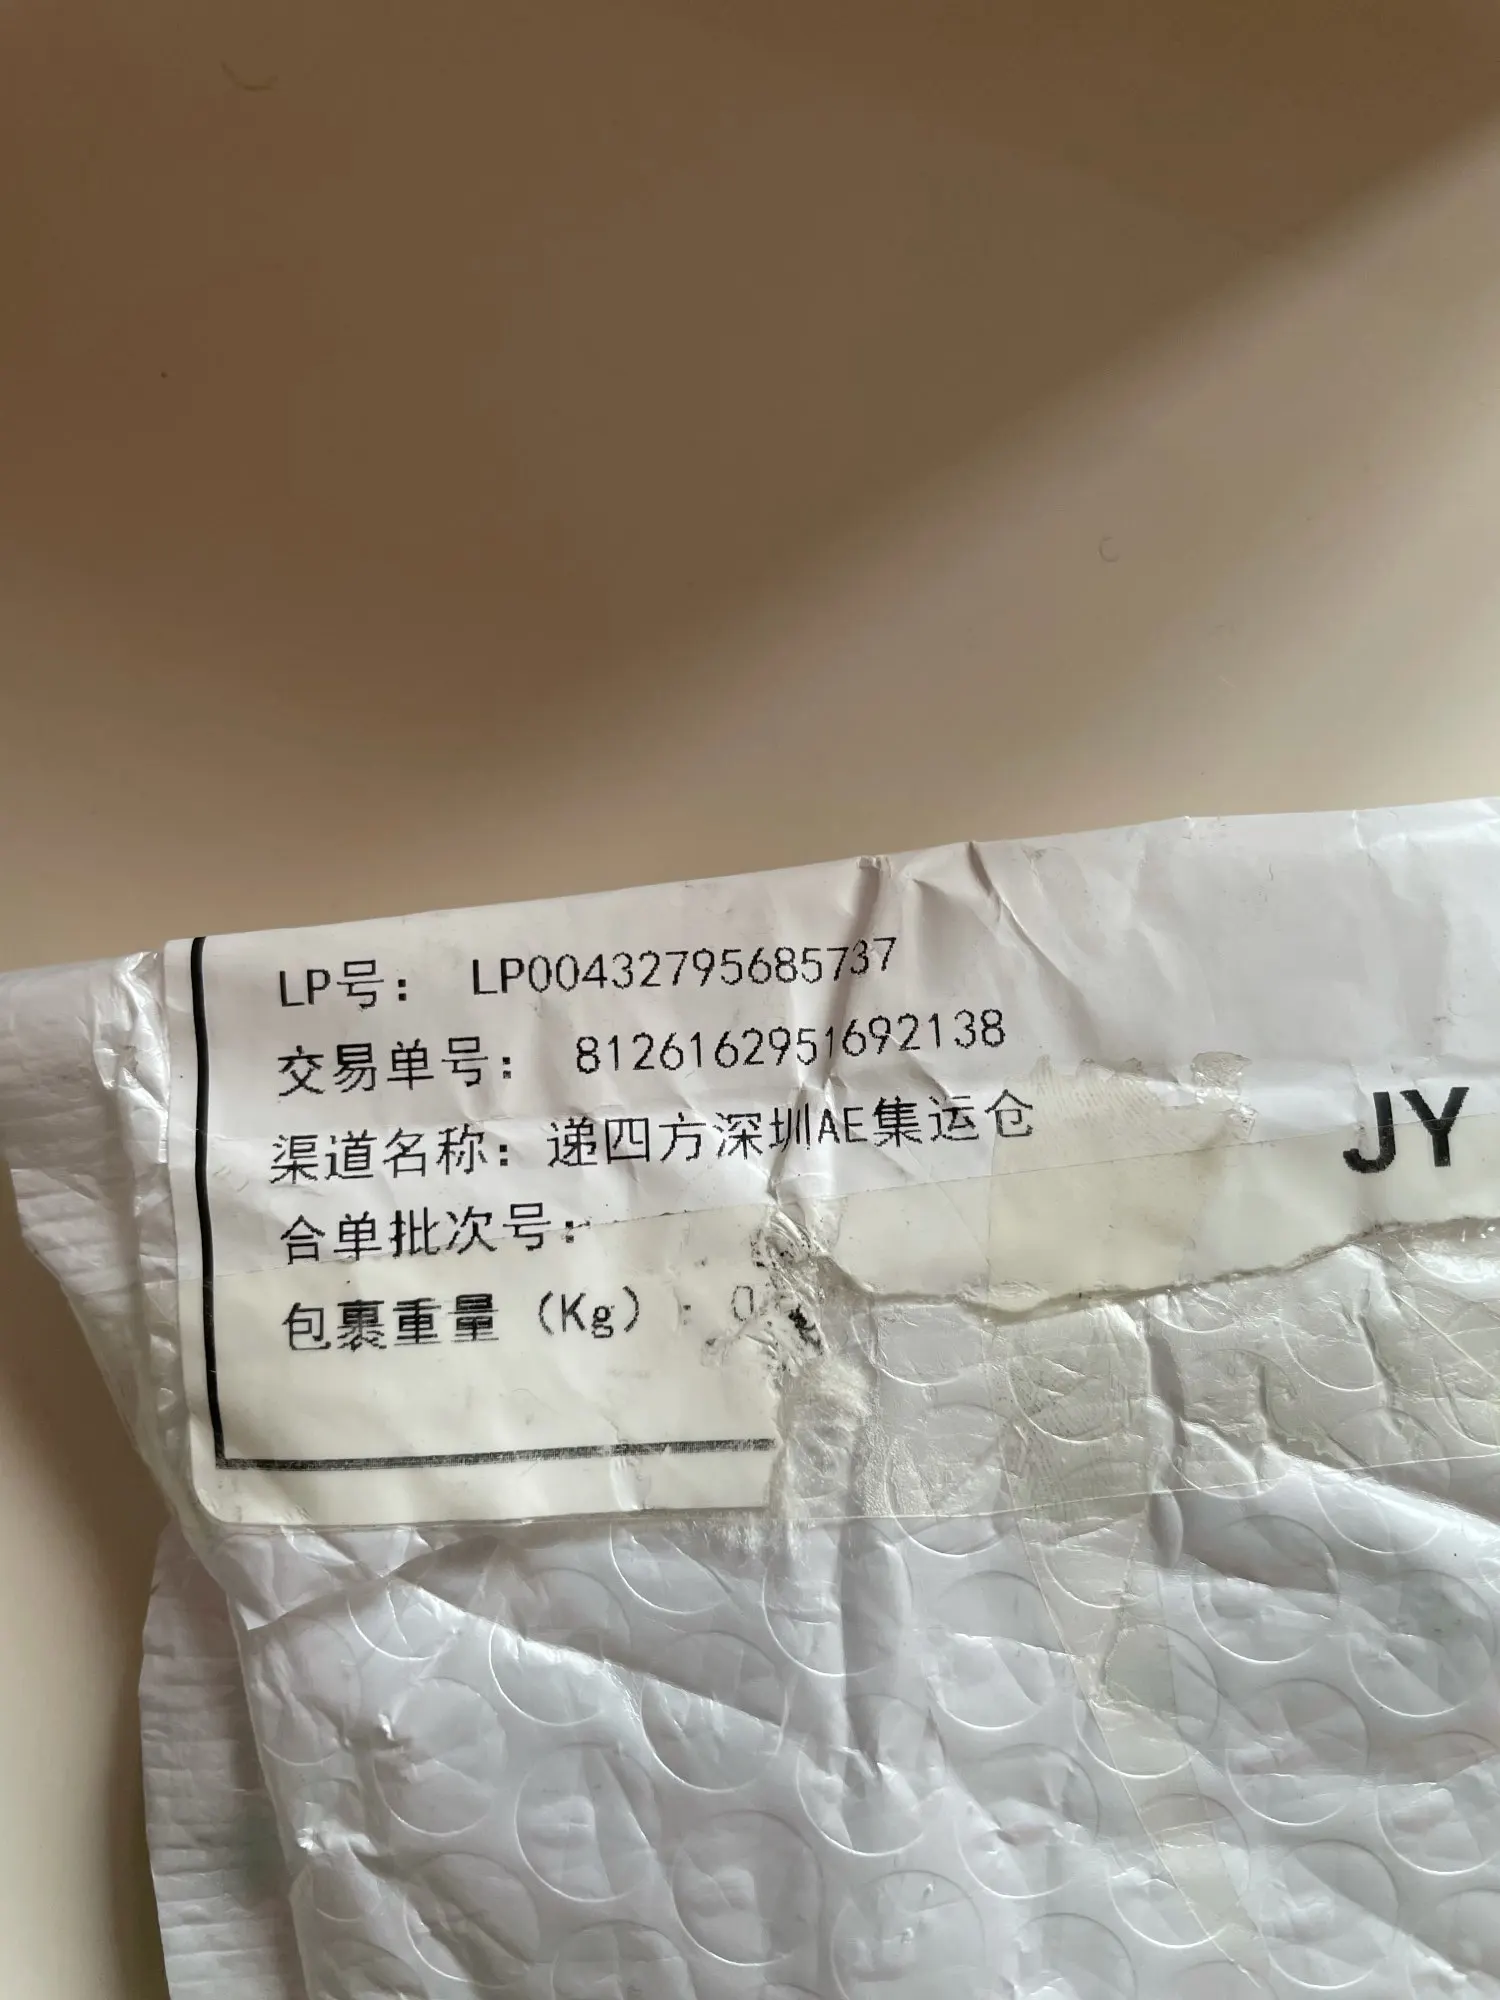 LP号： LP00432795685737
交易单号： 8126162951692138
渠道名称：递四方深圳AE集运仓
JY
合单批次号：
包裹重量（Kg）：0